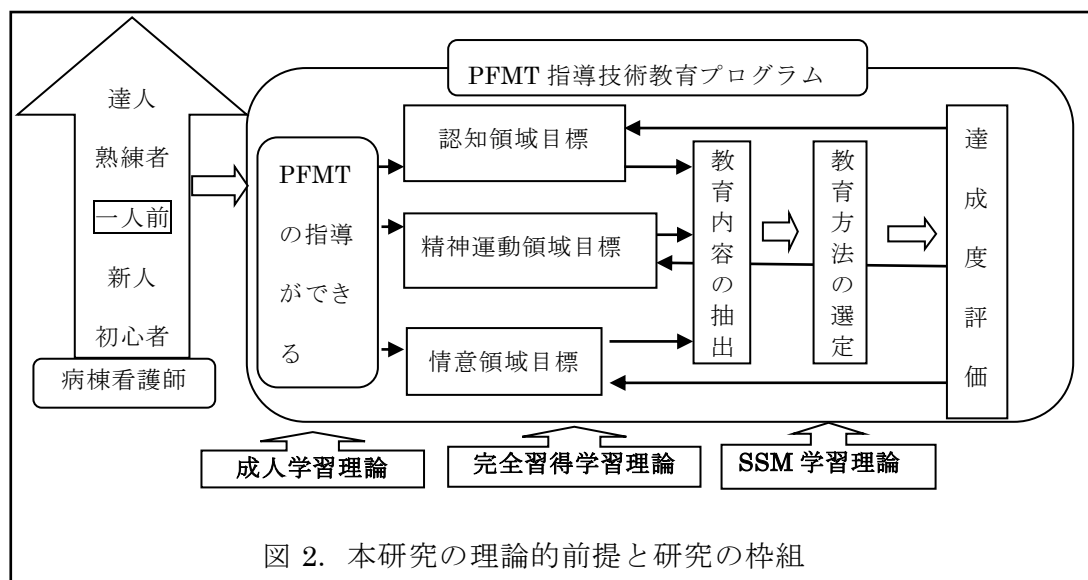 達人
熟練者
一人前
新人
初心者
病棟看護師
PFMT 指導技術教育プログラム
PFMT
の指導
ができ
る
認知領域目標
精神運動領域目標
情意領域目標
教育内容の抽出
教育方法の選定
達成度評価
成人学習理論
完全習得学習理論
SSM 学習理論
図 2. 本研究の理論的前提と研究の枠組